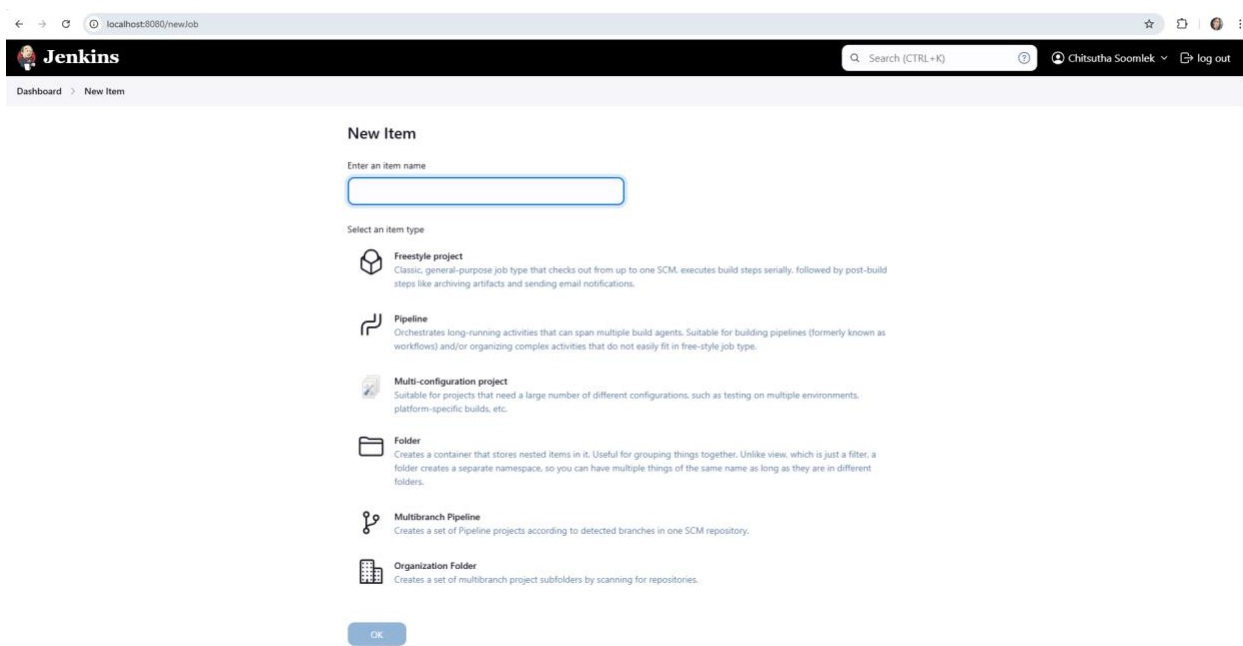 localhost:8080/newJob
Jenkins
Search (CTRL+K)
Chitsutha Soomlek
log out
Dashboard > New Item
New Item
Enter an item name
Select an item type
Freestyle project
Classic, general-purpose job type that checks out from up to one SCM, executes build steps serially, followed by post-build
steps like archiving artifacts and sending email notifications.
Pipeline
Orchestrates long-running activities that can span multiple build agents. Suitable for building pipelines (formerly known as
workflows) and/or organizing complex activities that do not easily fit in free-style job type.
Multi-configuration project
Suitable for projects that need a large number of different configurations, such as testing on multiple environments,
platform-specific builds, etc.
Folder
Creates a container that stores nested items in it. Useful for grouping things together. Unlike view, which is just a filter, a
folder creates a separate namespace, so you can have multiple things of the same name as long as they are in different
folders.
Multibranch Pipeline
Creates a set of Pipeline projects according to detected branches in one SCM repository.
Organization Folder
Creates a set of multibranch project subfolders by scanning for repositories.
OK